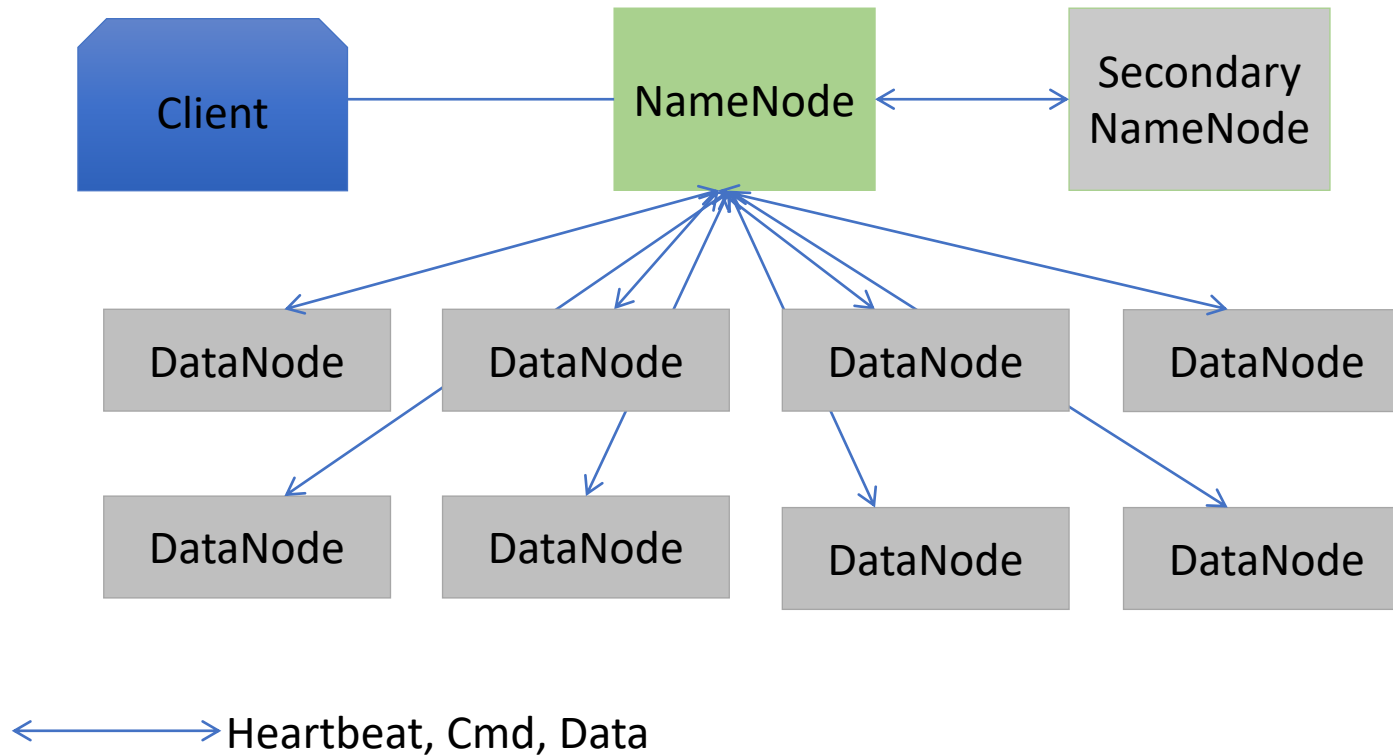 Client
NameNode
Secondary
NameNode
DataNode
DataNode
DataNode
DataNode
DataNode
DataNode
DataNode
DataNode
Heartbeat, Cmd, Data